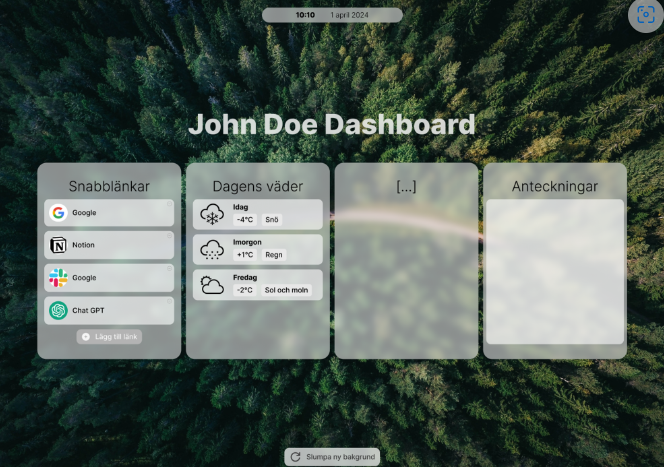 10:10 1 april 2024
John Doe Dashboard
Snabblänkar
Google
Notion
Google
Chat GPT
Lägg till länk
Dagens väder
Idag
-4°C Snö
Imorgon
+1°C Regn
Fredag
-2°C Sol och moln
[...]
Anteckningar
Slumpa ny bakgrund